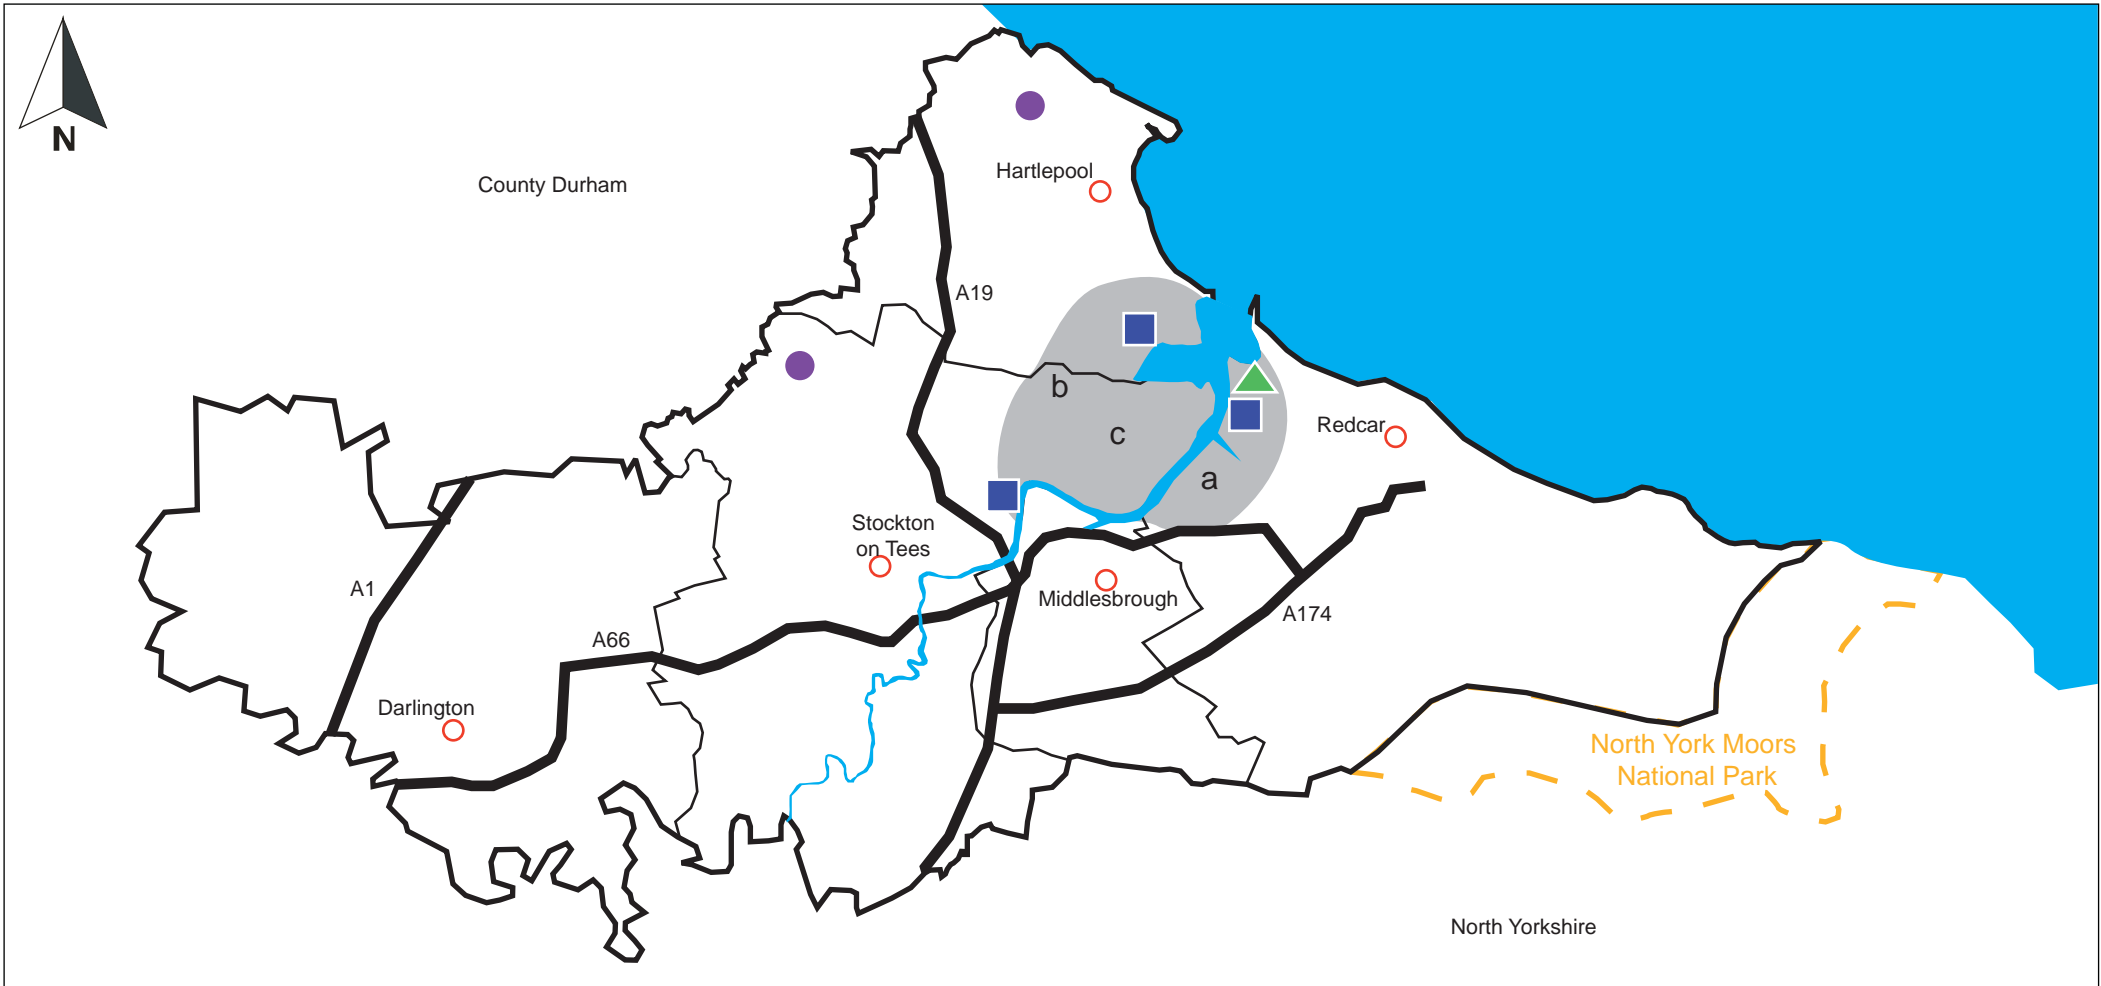 N
County Durham
Hartlepool
A19
b
c
a
Redcar
Stockton
on Tees
Middlesbrough
A1
A66
A174
Darlington
North York Moors
National Park
North Yorkshire